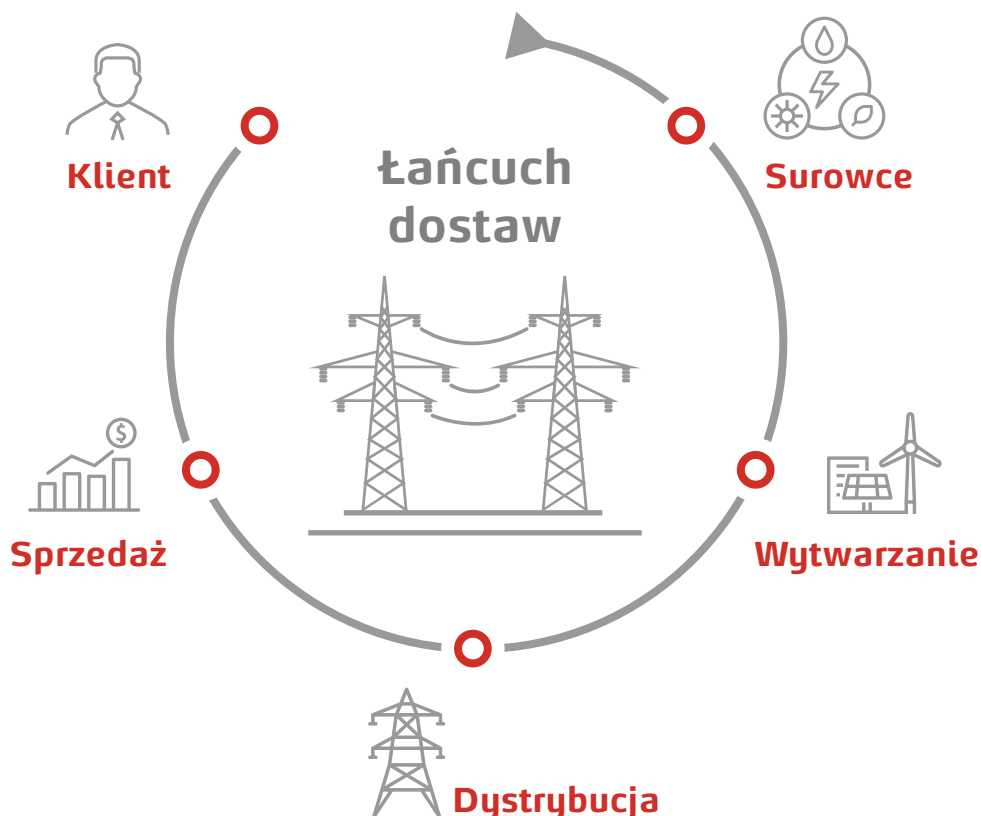 Łańcuch
dostaw
Klient
Surowce
$
Sprzedaż
Wytwarzanie
Dystrybucja